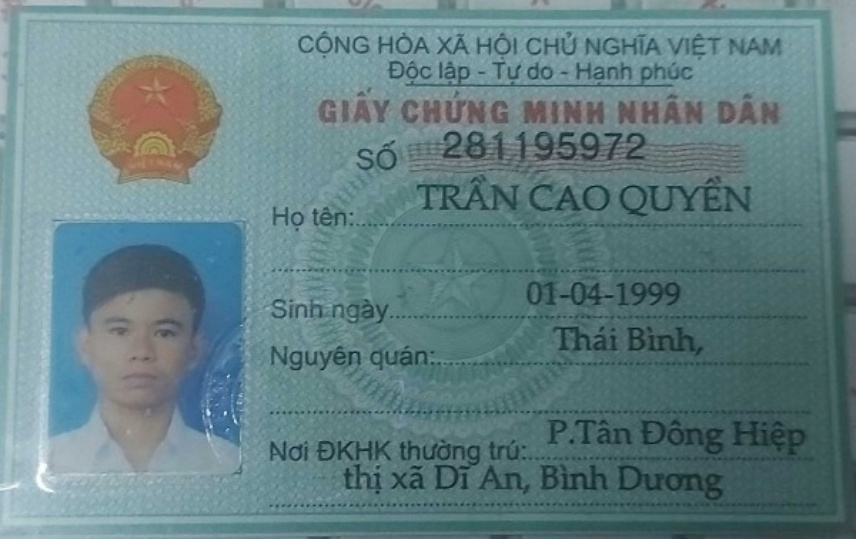 CỘNG HÒA XÃ HỘI CHỦ NGHĨA VIỆT NAM
Độc lập - Tự do - Hạnh phúc
GIẤY CHỨNG MINH NHÂN DÂN
SỐ 281195972
Họ tên: TRẦN CAO QUYỀN
Sinh ngày 01-04-1999
Nguyên quán: Thái Bình,
Nơi ĐKHK thường trú: P.Tân Đông Hiệp
thị xã Dĩ An, Bình Dương